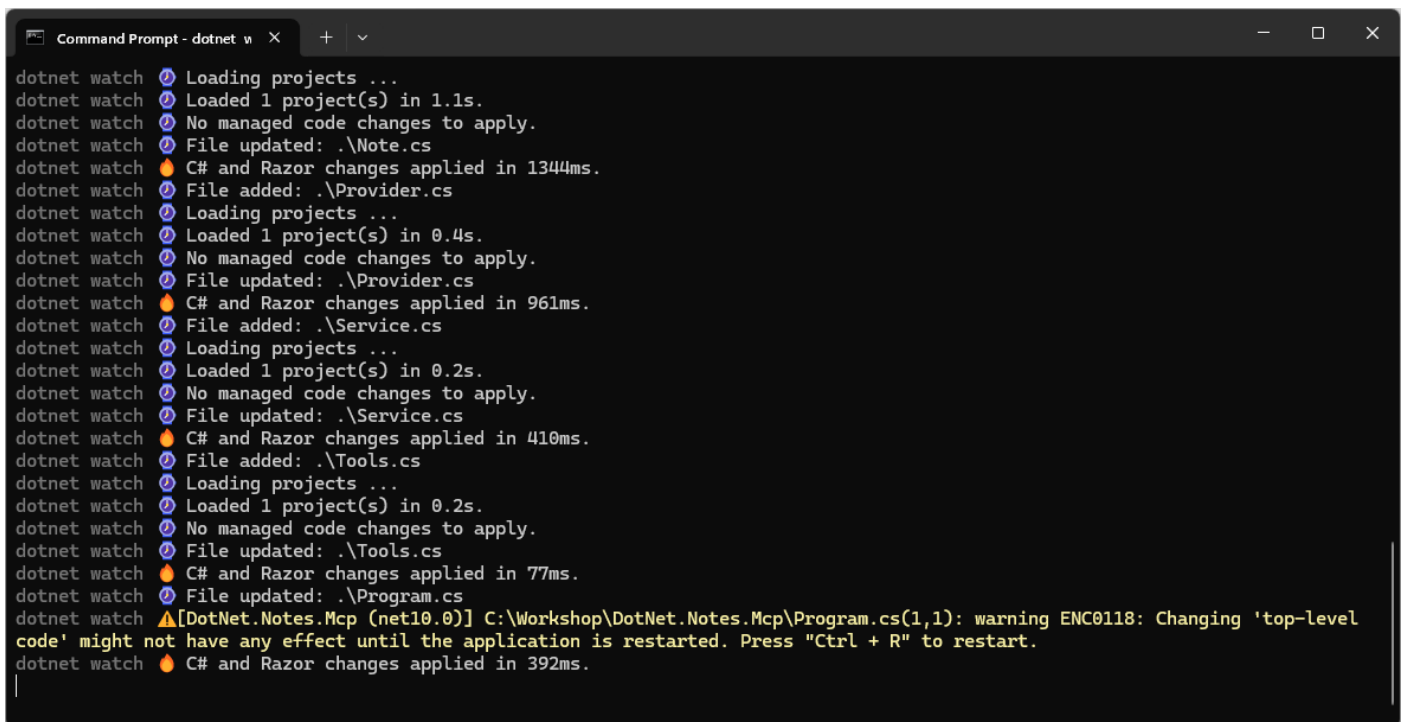 Command Prompt - dotnet w
dotnet watch ⌚ Loading projects ...
dotnet watch ⌚ Loaded 1 project(s) in 1.1s.
dotnet watch ⌚ No managed code changes to apply.
dotnet watch ⌚ File updated: .\Note.cs
dotnet watch 🔥 C# and Razor changes applied in 1344ms.
dotnet watch ⌚ File added: .\Provider.cs
dotnet watch ⌚ Loading projects ...
dotnet watch ⌚ Loaded 1 project(s) in 0.4s.
dotnet watch ⌚ No managed code changes to apply.
dotnet watch ⌚ File updated: .\Provider.cs
dotnet watch 🔥 C# and Razor changes applied in 961ms.
dotnet watch ⌚ File added: .\Service.cs
dotnet watch ⌚ Loading projects ...
dotnet watch ⌚ Loaded 1 project(s) in 0.2s.
dotnet watch ⌚ No managed code changes to apply.
dotnet watch ⌚ File updated: .\Service.cs
dotnet watch 🔥 C# and Razor changes applied in 410ms.
dotnet watch ⌚ File added: .\Tools.cs
dotnet watch ⌚ Loading projects ...
dotnet watch ⌚ Loaded 1 project(s) in 0.2s.
dotnet watch ⌚ No managed code changes to apply.
dotnet watch ⌚ File updated: .\Tools.cs
dotnet watch 🔥 C# and Razor changes applied in 77ms.
dotnet watch ⌚ File updated: .\Program.cs
dotnet watch ⚠[DotNet.Notes.Mcp (net10.0)] C:\Workshop\DotNet.Notes.Mcp\Program.cs(1,1): warning ENC0118: Changing 'top-level
code' might not have any effect until the application is restarted. Press "Ctrl + R" to restart.
dotnet watch 🔥 C# and Razor changes applied in 392ms.